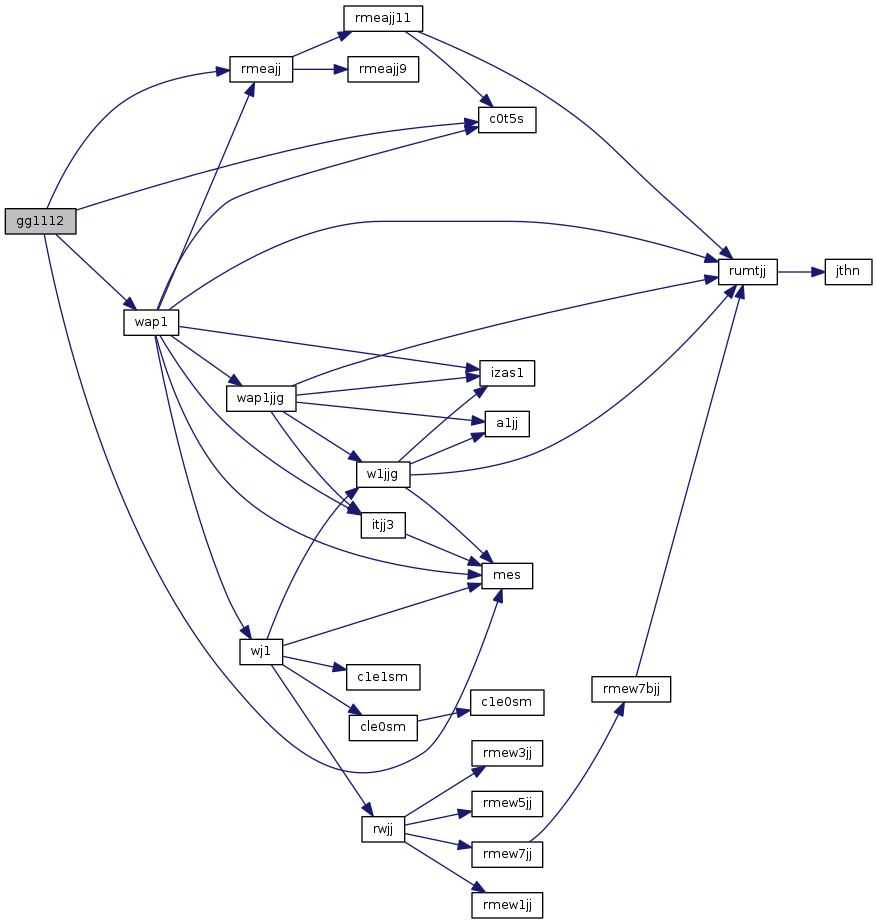 rmeajj11
rmeajj
rmeajj9
c0t5s
gg1112
rumtjj
jthn
wap1
izas1
wap1jjg
a1jj
w1jjg
itjj3
mes
wj1
c1e1sm
rmew7bjj
c1e0sm
cle0sm
rmew3jj
rmew5jj
rwjj
rmew7jj
rmew1jj